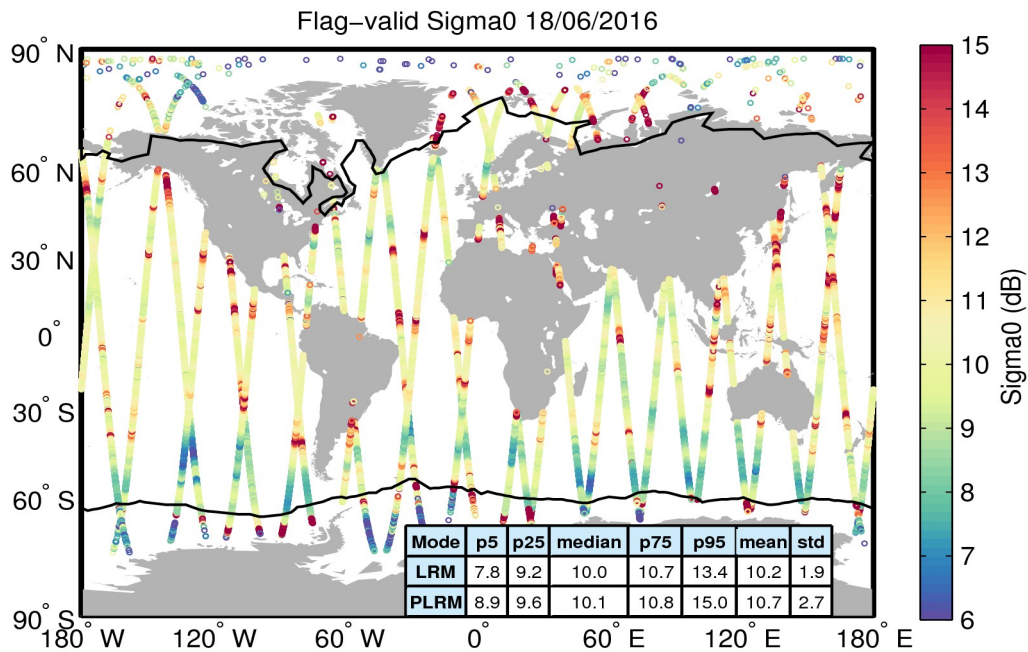 Flag−valid Sigma0 18/06/2016
90° N
60° N
30° N
0°
30° S
60° S
90° S
180° W
120° W
60° W
0°
60° E
120° E
180° E
Mode p5 p25 median p75 p95 mean std
LRM 7.8 9.2 10.0 10.7 13.4 10.2 1.9
PLRM 8.9 9.6 10.1 10.8 15.0 10.7 2.7
15
14
13
12
11
10
9
8
7
6
Sigma0 (dB)